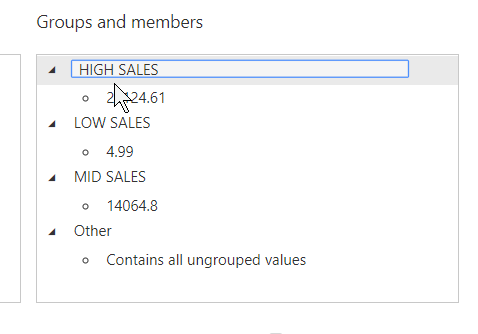 Groups and members
HIGH SALES
LOW SALES
4.99
MID SALES
14064.8
Other
Contains all ungrouped values